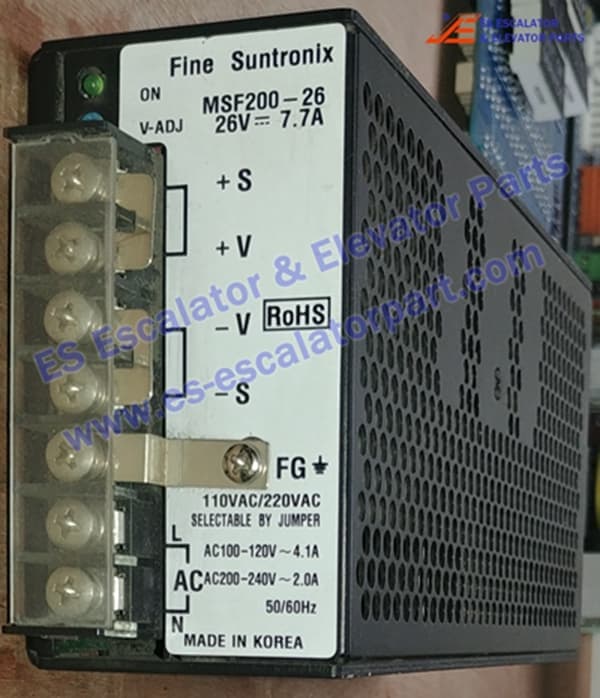 ES ESCALATOR
& ELEVATOR PARTS
Fine Suntronix
ON
MSF200-26
V-ADJ
26V⎓7.7A
+S
+V
-V
RoHS
-S
FG
110VAC/220VAC
SELECTABLE BY JUMPER
L
AC100-120V~4.1A
AC
AC200-240V~2.0A
50/60Hz
N
MADE IN KOREA
ES Escalator & Elevator Parts
www.es-escalatorpart.com